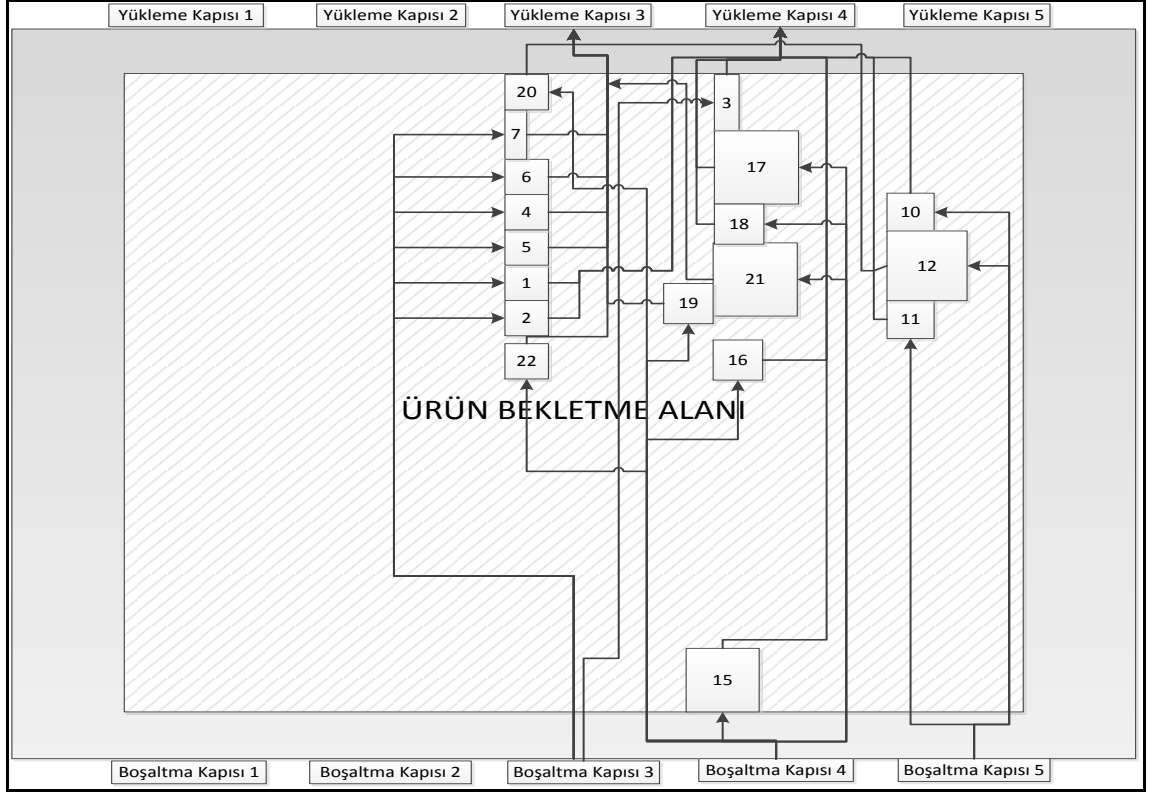 Yükleme Kapısı 1
Yükleme Kapısı 2
Yükleme Kapısı 3
Yükleme Kapısı 4
Yükleme Kapısı 5
20
3
7
17
6
4
10
18
5
12
21
1
19
2
11
22
16
ÜRÜN BEKLETME ALANI
15
Boşaltma Kapısı 1
Boşaltma Kapısı 2
Boşaltma Kapısı 3
Boşaltma Kapısı 4
Boşaltma Kapısı 5